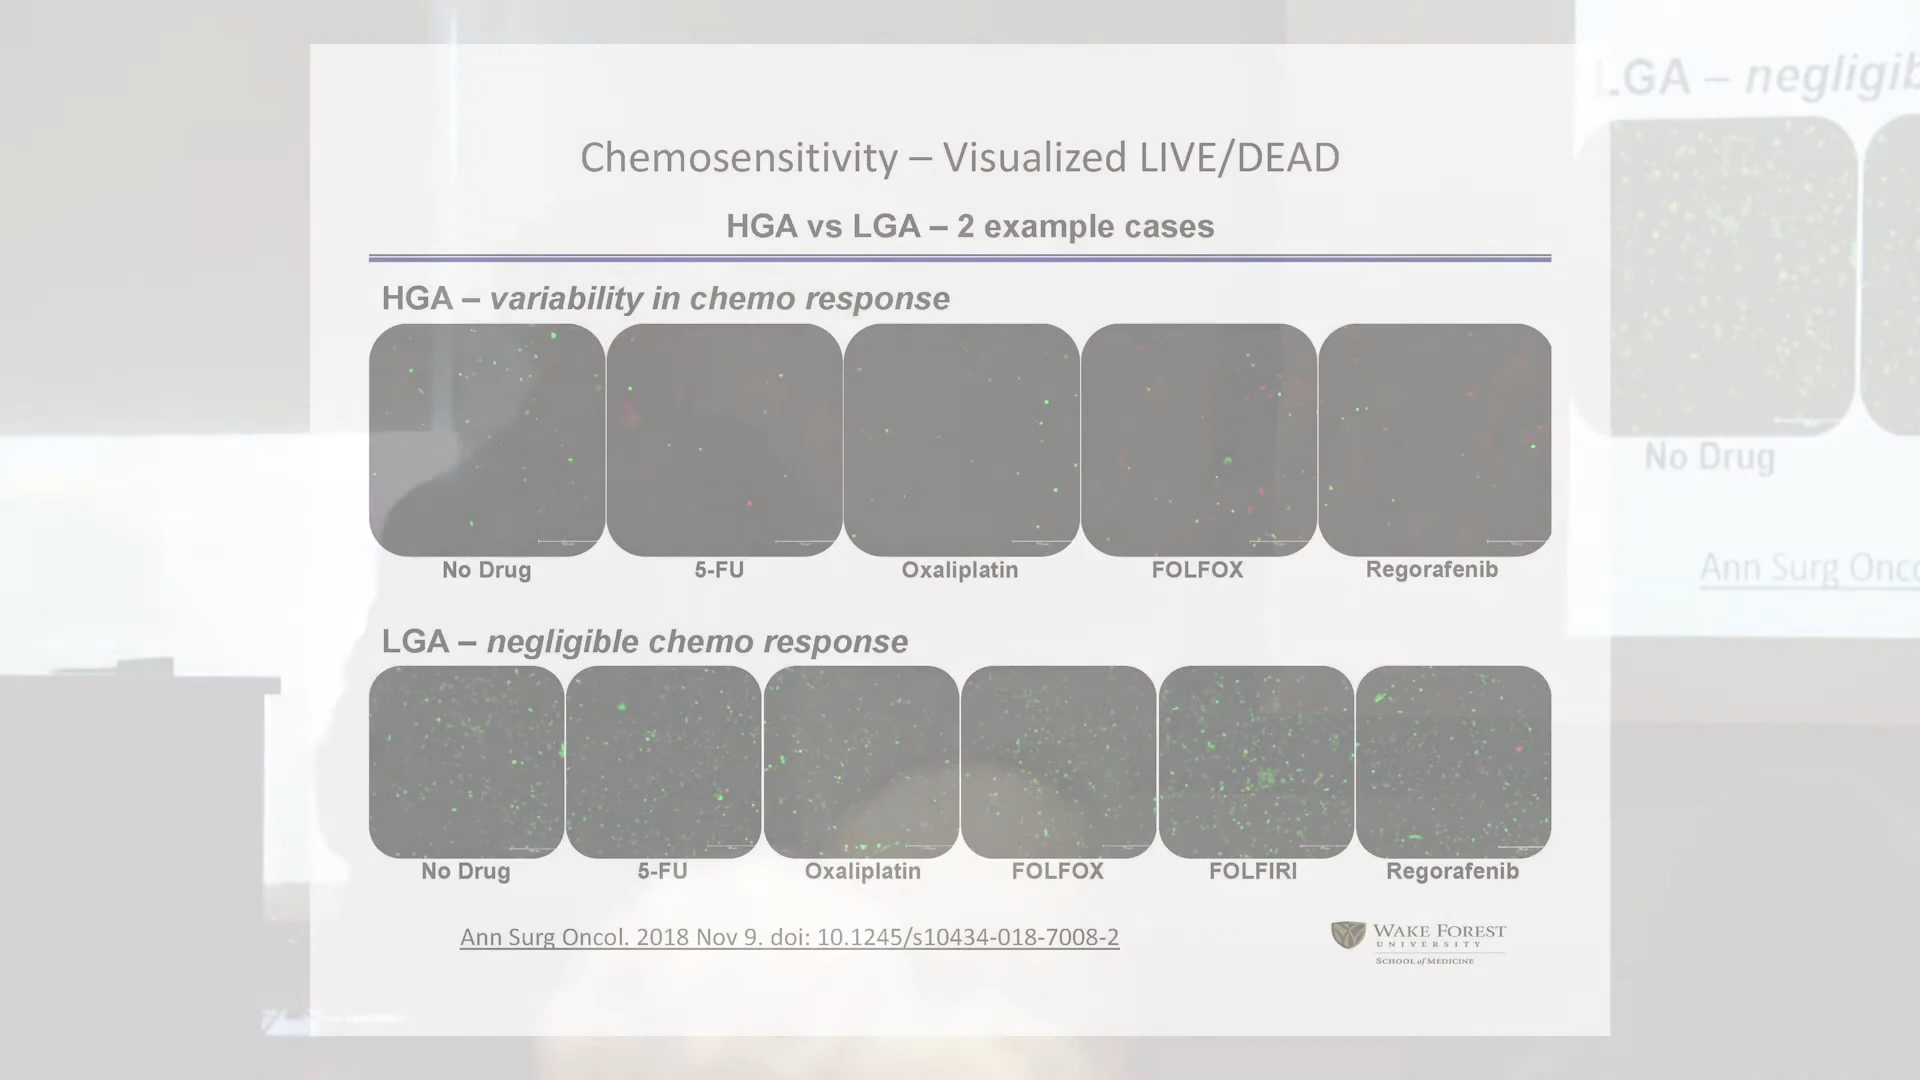 Chemosensitivity – Visualized LIVE/DEAD
HGA vs LGA – 2 example cases
HGA – variability in chemo response
No Drug 5-FU Oxaliplatin FOLFOX Regorafenib
LGA – negligible chemo response
No Drug 5-FU Oxaliplatin FOLFOX FOLFIRI Regorafenib
Ann Surg Oncol. 2018 Nov 9. doi: 10.1245/s10434-018-7008-2
WAKE FOREST
UNIVERSITY
SCHOOL of MEDICINE
LGA – negligib
No Drug
Ann Surg Onco